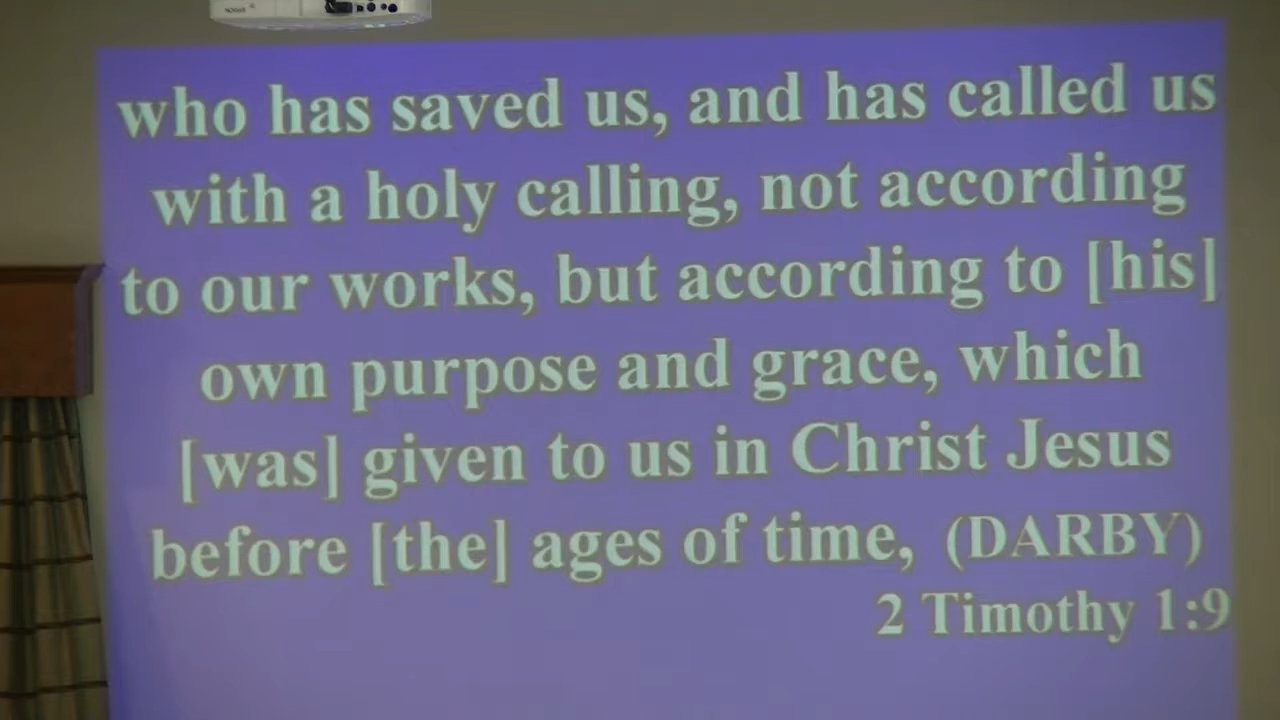 who has saved us, and has called us
with a holy calling, not according
to our works, but according to [his]
own purpose and grace, which
[was] given to us in Christ Jesus
before [the] ages of time, (DARBY)
2 Timothy 1:9